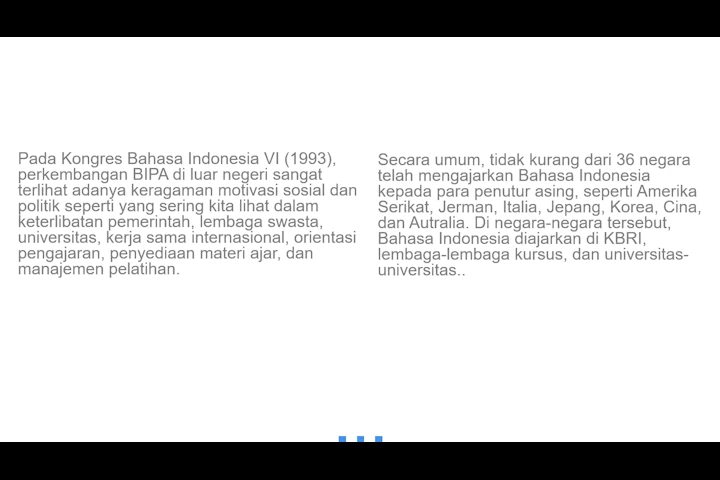 Pada Kongres Bahasa Indonesia VI (1993),
perkembangan BIPA di luar negeri sangat
terlihat adanya keragaman motivasi sosial dan
politik seperti yang sering kita lihat dalam
keterlibatan pemerintah, lembaga swasta,
universitas, kerja sama internasional, orientasi
pengajaran, penyediaan materi ajar, dan
manajemen pelatihan.
Secara umum, tidak kurang dari 36 negara
telah mengajarkan Bahasa Indonesia
kepada para penutur asing, seperti Amerika
Serikat, Jerman, Italia, Jepang, Korea, Cina,
dan Autralia. Di negara-negara tersebut,
Bahasa Indonesia diajarkan di KBRI,
lembaga-lembaga kursus, dan universitas-
universitas..